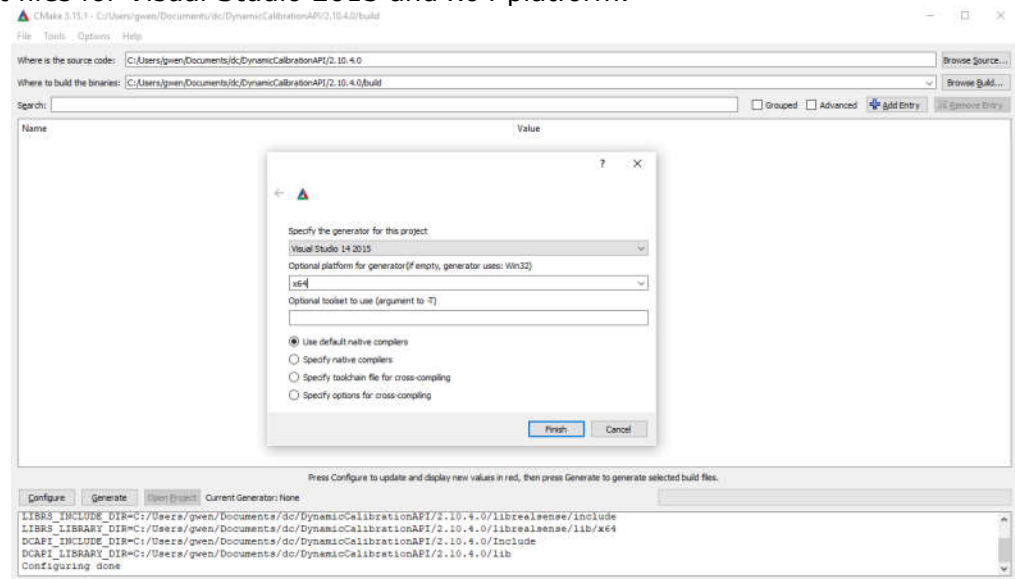 files for Visual Studio 2015 and x64 platform.
CMake 3.15.1 - C:/Users/gwen/Documents/dc/DynamicCalibrationAPI/2.10.4.0/build
File Tools Options Help
Where is the source code: C:/Users/gwen/Documents/dc/DynamicCalibrationAPI/2.10.4.0 Browse Source...
Where to build the binaries: C:/Users/gwen/Documents/dc/DynamicCalibrationAPI/2.10.4.0/build Browse Build...
Search: Grouped Advanced Add Entry Remove Entry
Name Value
? ×
Specify the generator for this project
Visual Studio 14 2015
Optional platform for generator(if empty, generator uses: Win32)
x64
Optional toolset to use (argument to -T)
Use default native compilers
Specify native compilers
Specify toolchain file for cross-compiling
Specify options for cross-compiling
Finish Cancel
Press Configure to update and display new values in red, then press Generate to generate selected build files.
Configure Generate Open Project Current Generator: None
LIBRS_INCLUDE_DIR=C:/Users/gwen/Documents/dc/DynamicCalibrationAPI/2.10.4.0/librealsense/include
LIBRS_LIBRARY_DIR=C:/Users/gwen/Documents/dc/DynamicCalibrationAPI/2.10.4.0/librealsense/lib/x64
DCAPI_INCLUDE_DIR=C:/Users/gwen/Documents/dc/DynamicCalibrationAPI/2.10.4.0/Include
DCAPI_LIBRARY_DIR=C:/Users/gwen/Documents/dc/DynamicCalibrationAPI/2.10.4.0/lib
Configuring done